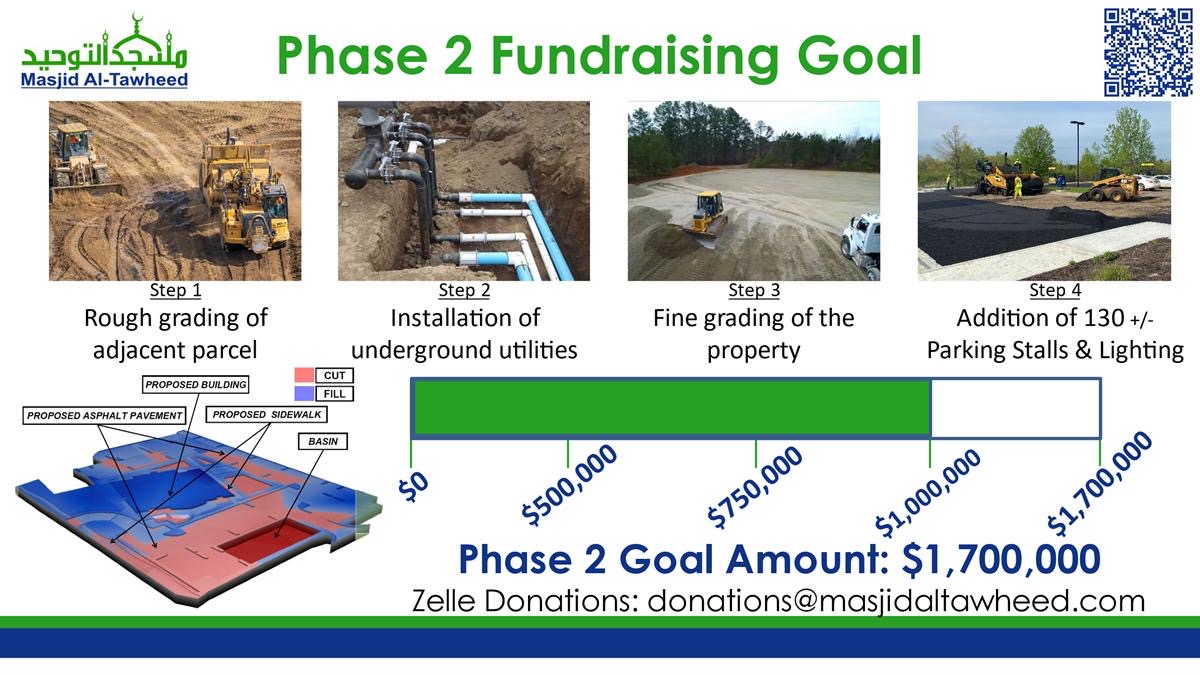 مسجد التوحيد
Masjid Al-Tawheed
Phase 2 Fundraising Goal
Step 1
Rough grading of
adjacent parcel
Step 2
Installation of
underground utilities
Step 3
Fine grading of the
property
Step 4
Addition of 130 +/-
Parking Stalls & Lighting
CUT
FILL
PROPOSED BUILDING
PROPOSED ASPHALT PAVEMENT
PROPOSED SIDEWALK
BASIN
$0
$500,000
$750,000
$1,000,000
$1,700,000
Phase 2 Goal Amount: $1,700,000
Zelle Donations: donations@masjidaltawheed.com